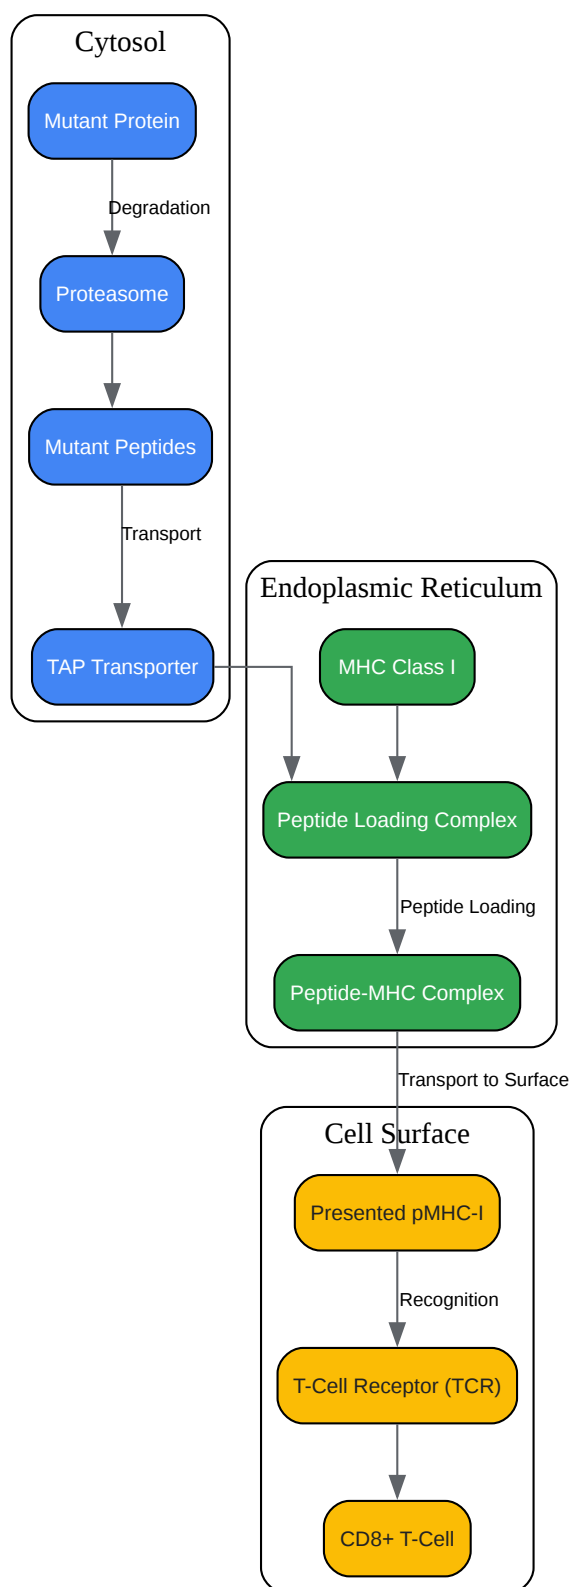 Cytosol
Mutant Protein
Degradation
Proteasome
Mutant Peptides
Transport
TAP Transporter
Endoplasmic Reticulum
MHC Class I
Peptide Loading Complex
Peptide Loading
Peptide-MHC Complex
Transport to Surface
Cell Surface
Presented pMHC-I
Recognition
T-Cell Receptor (TCR)
CD8+ T-Cell